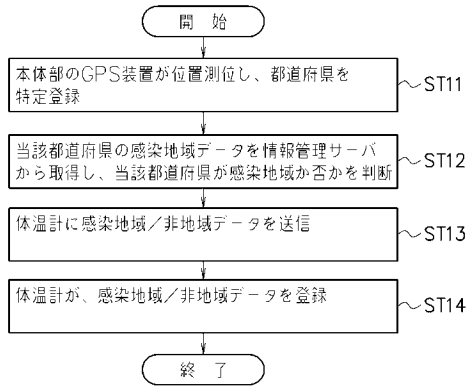 開 始
本体部のGPS装置が位置測位し、都道府県を
特定登録
ST11
当該都道府県の感染地域データを情報管理サーバ
から取得し、当該都道府県が感染地域か否かを判断
ST12
体温計に感染地域／非地域データを送信
ST13
体温計が、感染地域／非地域データを登録
ST14
終 了